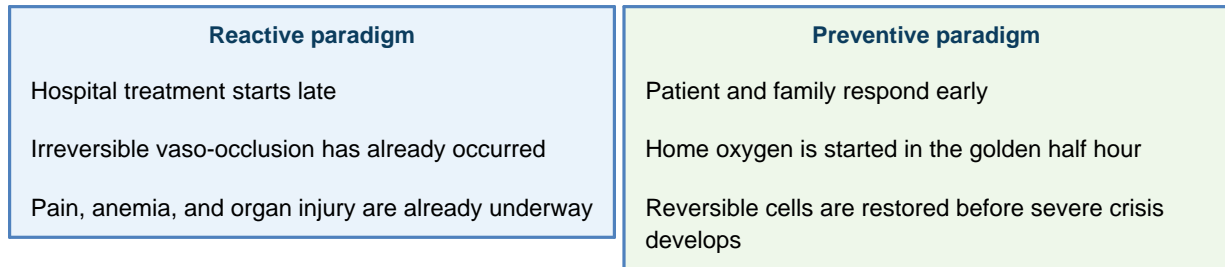 Reactive paradigm
Hospital treatment starts late
Irreversible vaso-occlusion has already occurred
Pain, anemia, and organ injury are already underway
Preventive paradigm
Patient and family respond early
Home oxygen is started in the golden half hour
Reversible cells are restored before severe crisis
develops